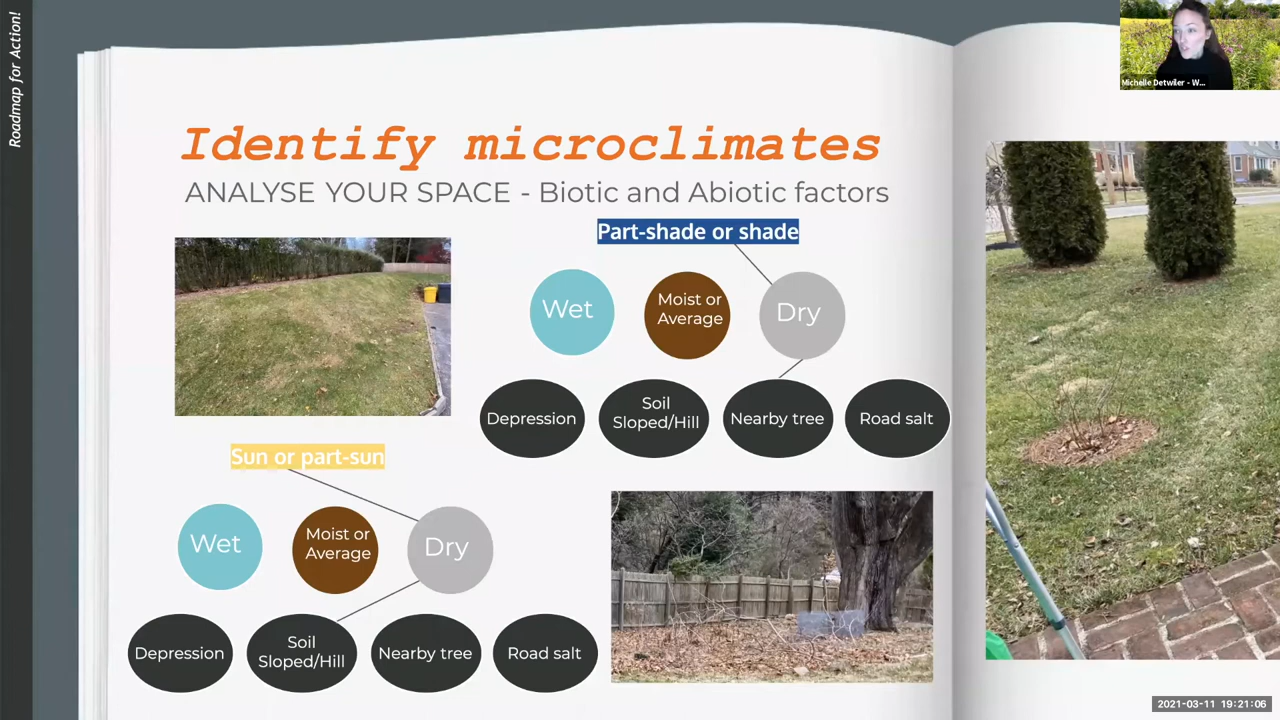 Roadmap for Action!
Michelle Detwiler - W...
Identify microclimates
ANALYSE YOUR SPACE - Biotic and Abiotic factors
Part-shade or shade
Wet
Moist or
Average
Dry
Depression
Soil
Sloped/Hill
Nearby tree
Road salt
Sun or part-sun
Wet
Moist or
Average
Dry
Depression
Soil
Sloped/Hill
Nearby tree
Road salt
2021-03-11 19:21:06